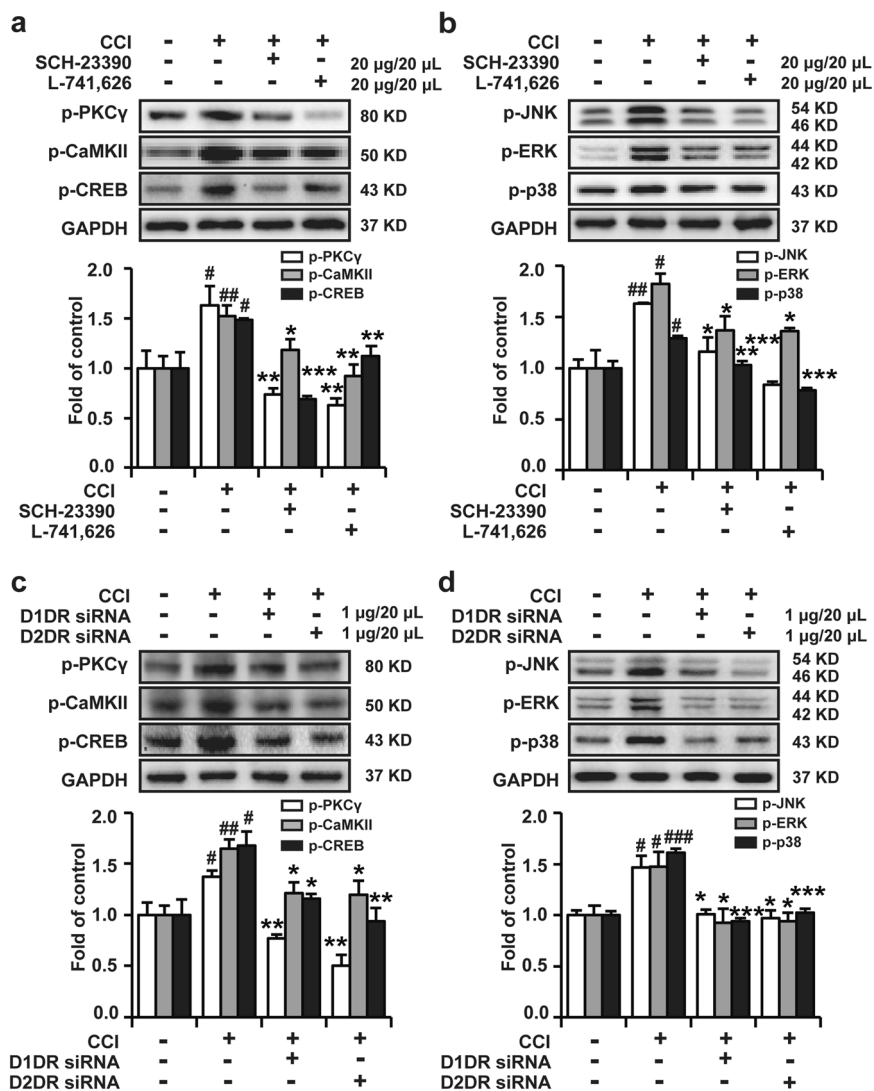 a
CCI - + + +
SCH-23390 - - + - 20 µg/20 µL
L-741,626 - - - + 20 µg/20 µL
p-PKCγ 80 KD
p-CaMKII 50 KD
p-CREB 43 KD
GAPDH 37 KD
p-PKCγ
p-CaMKII
p-CREB
Fold of control
2.0
1.5
1.0
0.5
0.0
# ## #
** * ***
** ** **
CCI - + + +
SCH-23390 - - + -
L-741,626 - - - +
b
CCI - + + +
SCH-23390 - - + - 20 µg/20 µL
L-741,626 - - - + 20 µg/20 µL
p-JNK 54 KD
46 KD
p-ERK 44 KD
42 KD
p-p38 43 KD
GAPDH 37 KD
p-JNK
p-ERK
p-p38
Fold of control
2.0
1.5
1.0
0.5
0.0
## # #
* * **
*** * ***
CCI - + + +
SCH-23390 - - + -
L-741,626 - - - +
c
CCI - + + +
D1DR siRNA - - + - 1 µg/20 µL
D2DR siRNA - - - + 1 µg/20 µL
p-PKCγ 80 KD
p-CaMKII 50 KD
p-CREB 43 KD
GAPDH 37 KD
p-PKCγ
p-CaMKII
p-CREB
Fold of control
2.0
1.5
1.0
0.5
0.0
# ## #
** * *
** * **
CCI - + + +
D1DR siRNA - - + -
D2DR siRNA - - - +
d
CCI - + + +
D1DR siRNA - - + - 1 µg/20 µL
D2DR siRNA - - - + 1 µg/20 µL
p-JNK 54 KD
46 KD
p-ERK 44 KD
42 KD
p-p38 43 KD
GAPDH 37 KD
p-JNK
p-ERK
p-p38
Fold of control
2.0
1.5
1.0
0.5
0.0
# # ###
* * ***
* * ***
CCI - + + +
D1DR siRNA - - + -
D2DR siRNA - - - +